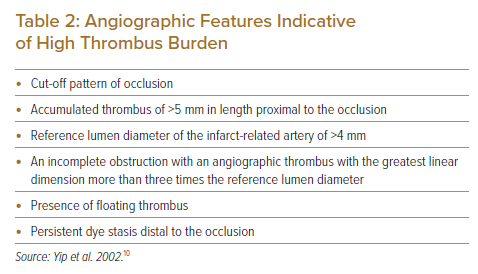 Table 2: Angiographic Features Indicative
of High Thrombus Burden
• Cut-off pattern of occlusion
• Accumulated thrombus of >5 mm in length proximal to the occlusion
• Reference lumen diameter of the infarct-related artery of >4 mm
• An incomplete obstruction with an angiographic thrombus with the greatest linear
dimension more than three times the reference lumen diameter
• Presence of floating thrombus
• Persistent dye stasis distal to the occlusion
Source: Yip et al. 2002.10